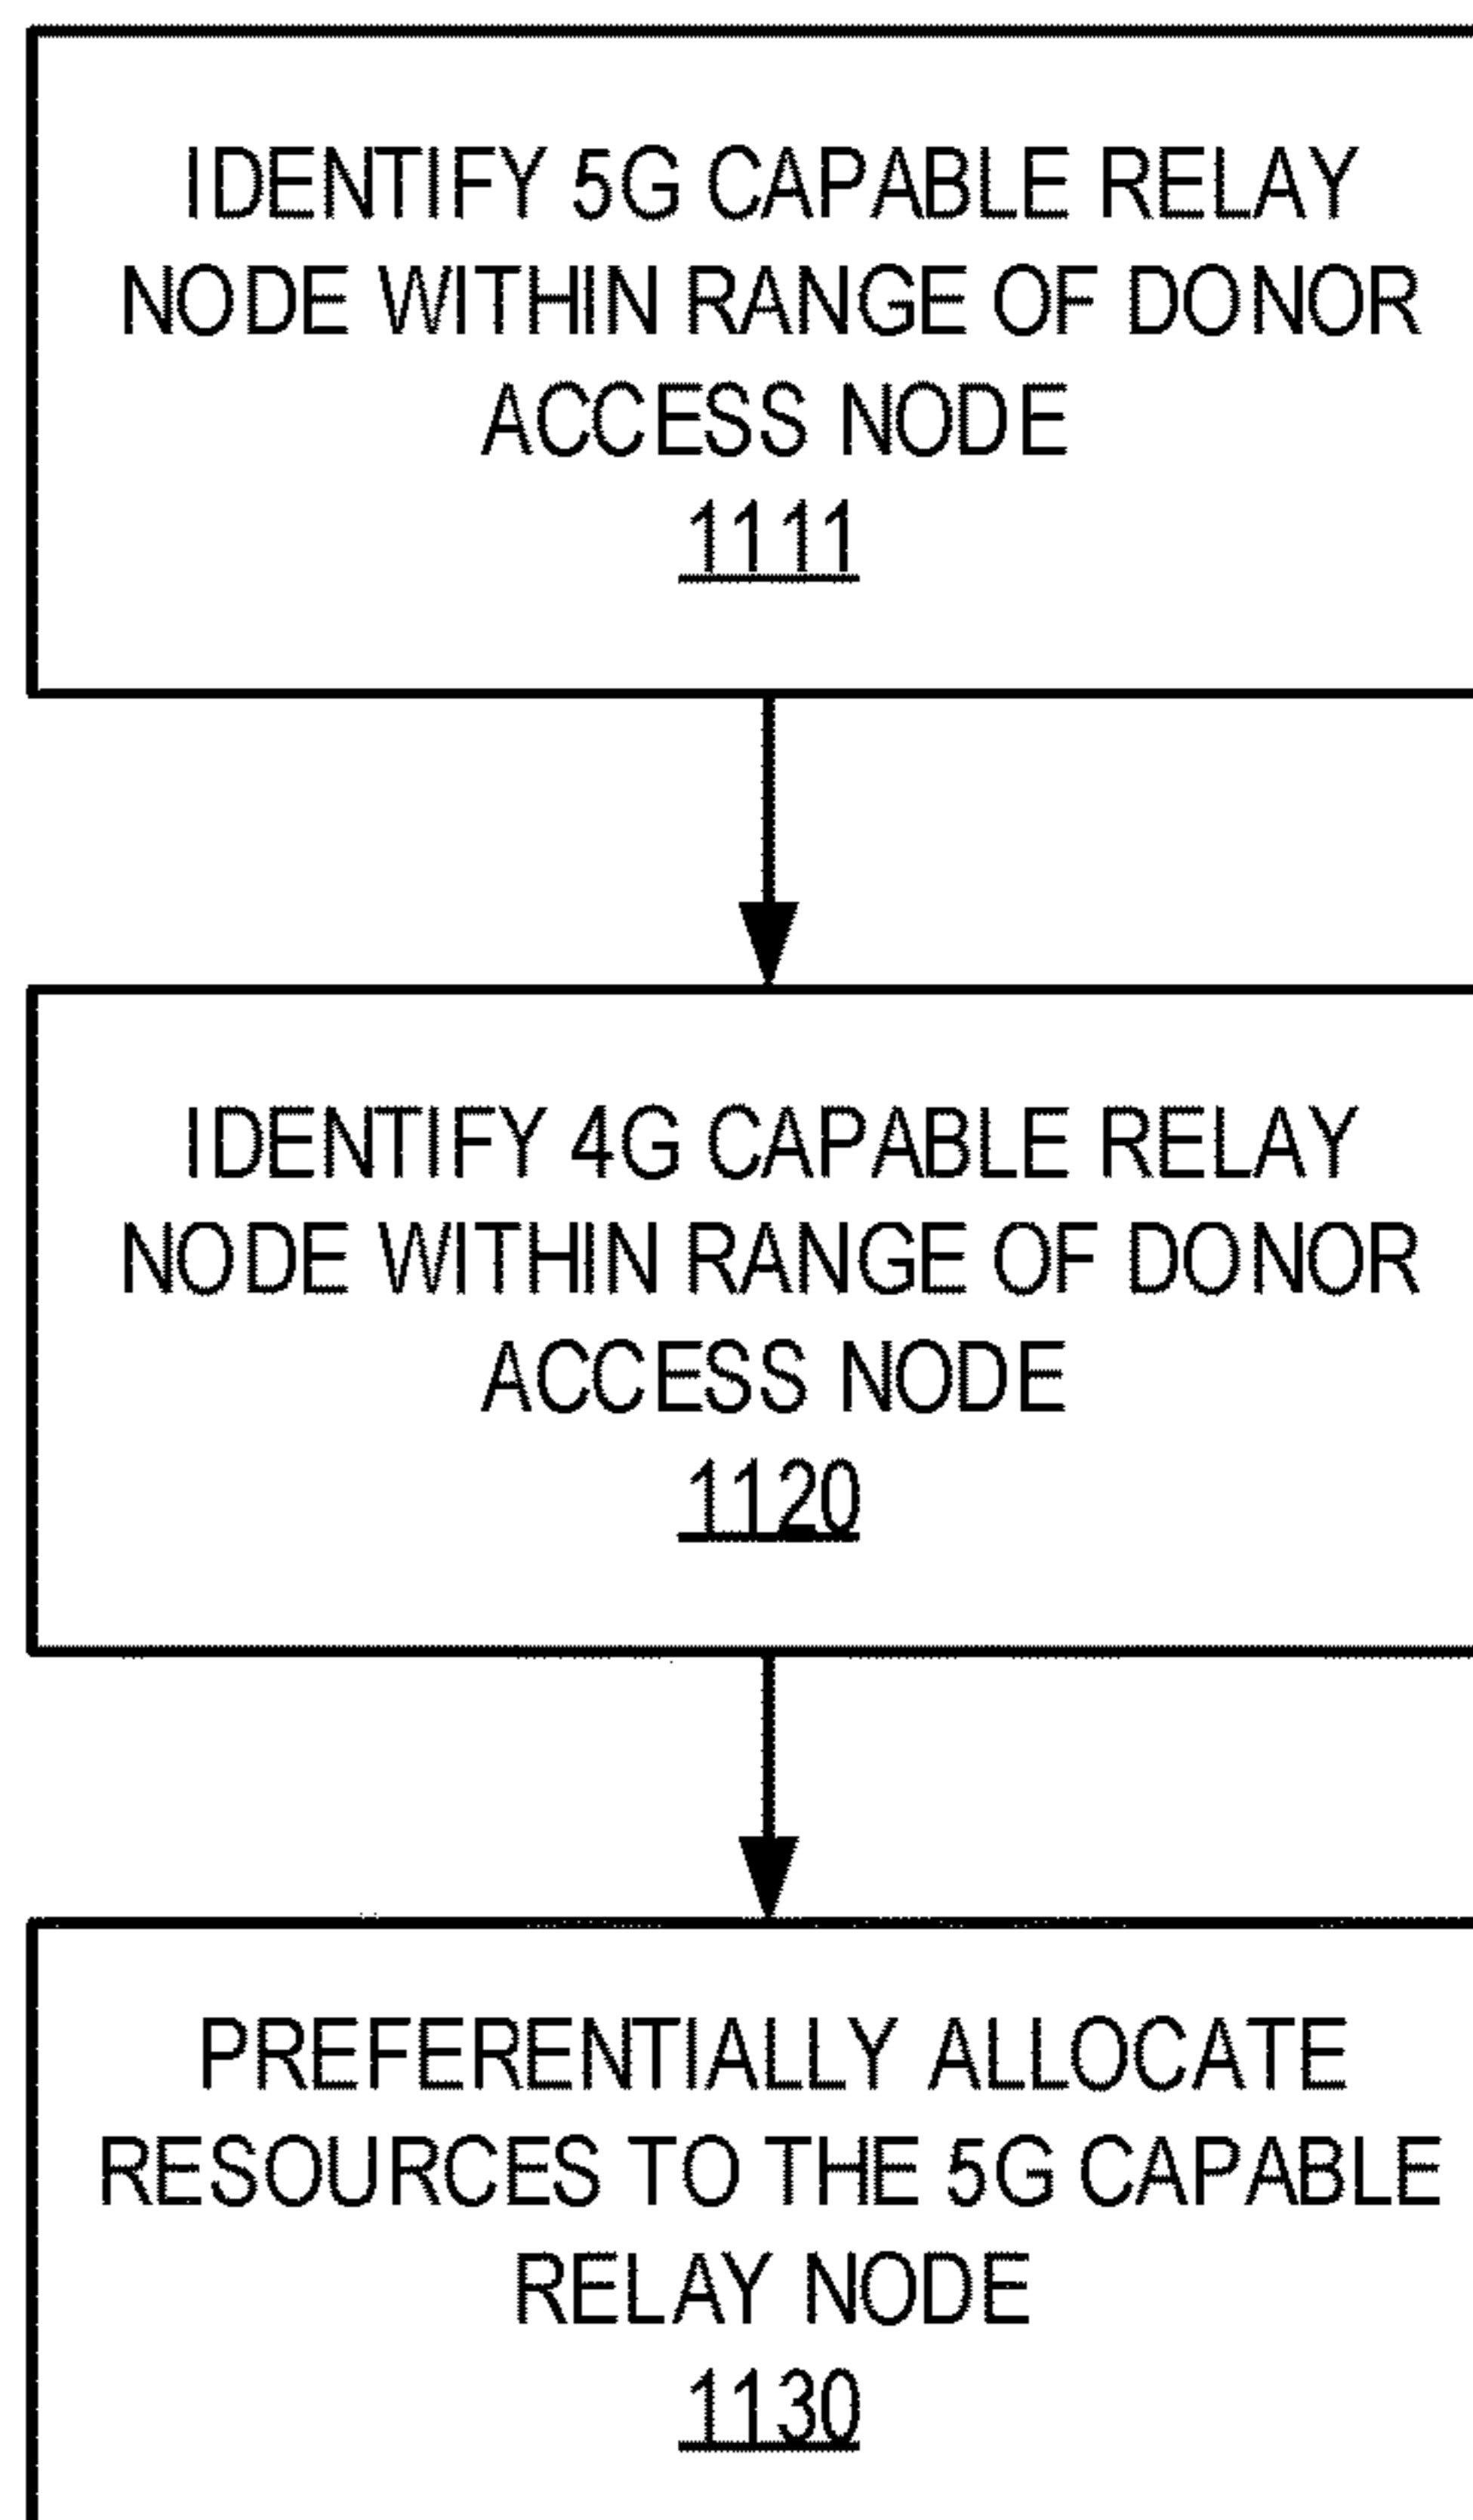 IDENTIFY 5G CAPABLE RELAY
NODE WITHIN RANGE OF DONOR
ACCESS NODE
1111
IDENTIFY 4G CAPABLE RELAY
NODE WITHIN RANGE OF DONOR
ACCESS NODE
1120
PREFERENTIALLY ALLOCATE
RESOURCES TO THE 5G CAPABLE
RELAY NODE
1130